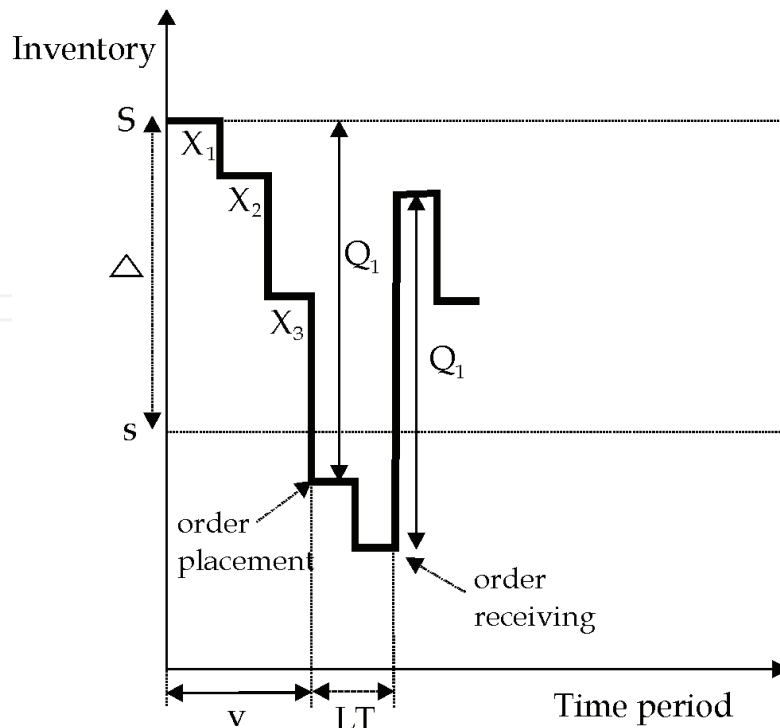 Inventory
S
X₁
X₂
Δ
Q₁
X₃
Q₁
s
order
placement
order
receiving
v
LT
Time period